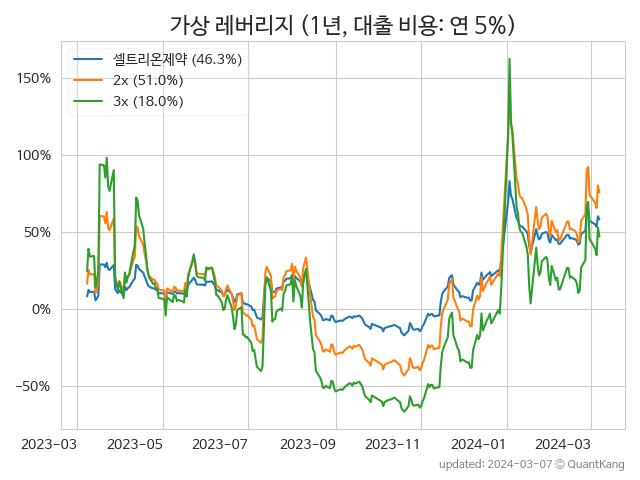 가상 레버리지 (1년, 대출 비용: 연 5%)
셀트리온제약 (46.3%)
2x (51.0%)
3x (18.0%)
150%
100%
50%
0%
−50%
2023-03 2023-05 2023-07 2023-09 2023-11 2024-01 2024-03
updated: 2024-03-07 © QuantKang